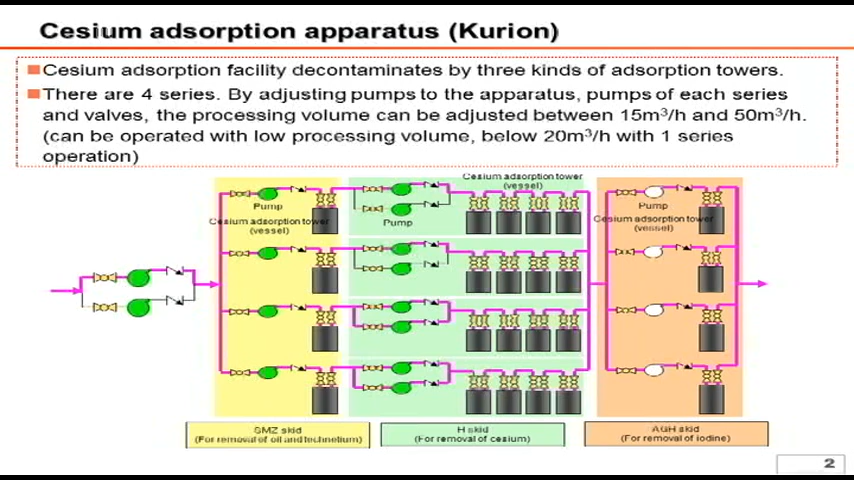 Cesium adsorption apparatus (Kurion)
Cesium adsorption facility decontaminates by three kinds of adsorption towers.
There are 4 series. By adjusting pumps to the apparatus, pumps of each series
and valves, the processing volume can be adjusted between 15m³/h and 50m³/h.
(can be operated with low processing volume, below 20m³/h with 1 series
operation)
Cesium adsorption tower
(vessel)
Pump
Cesium adsorption tower
(vessel)
Pump
Pump
Cesium adsorption tower
(vessel)
SMZ skid
(For removal of oil and technetium)
H skid
(For removal of cesium)
AGH skid
(For removal of iodine)
2